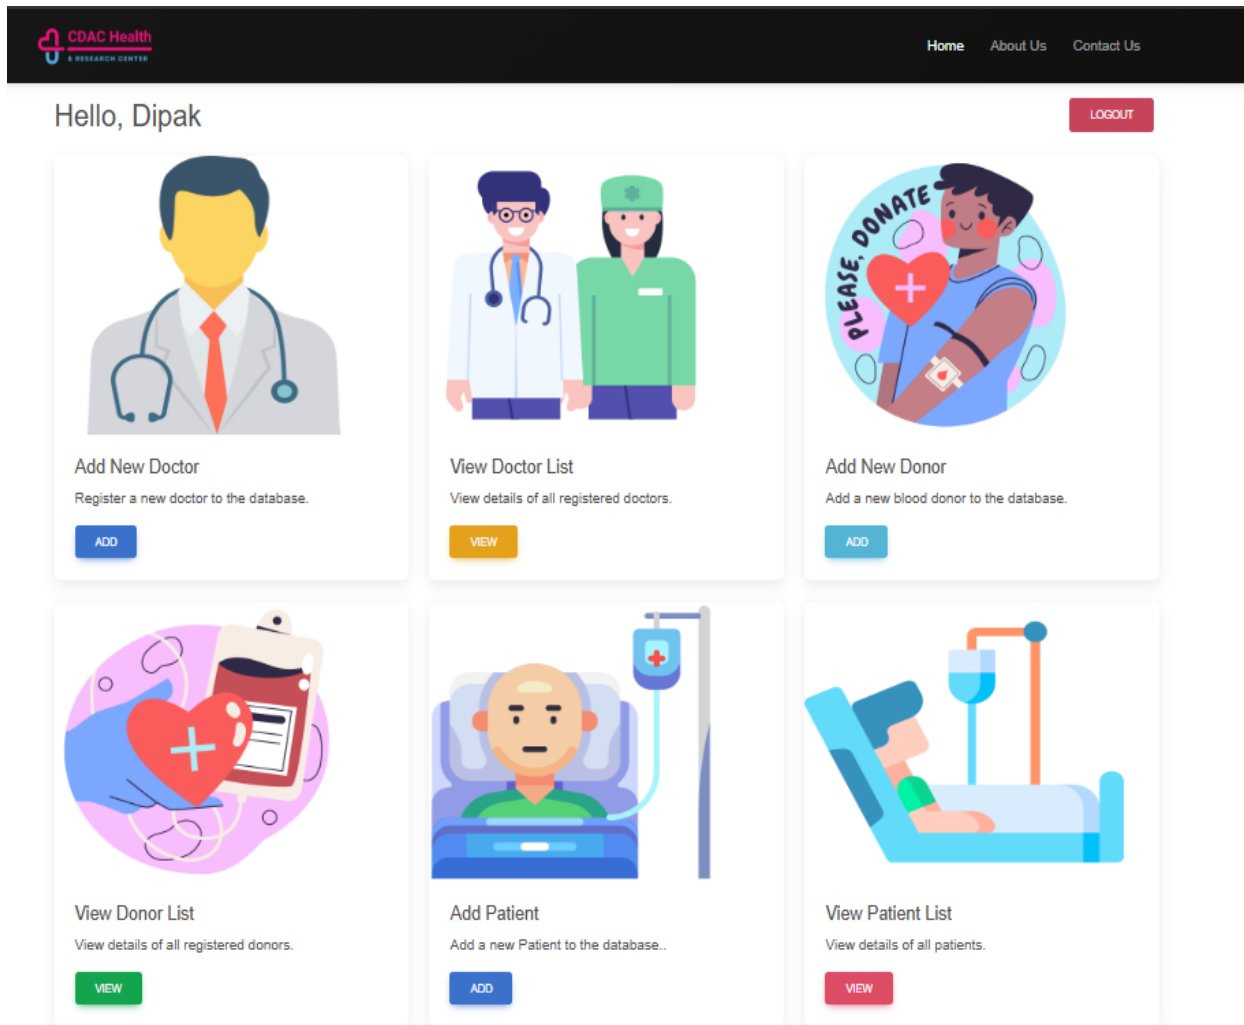 CDAC Health
& RESEARCH CENTER
Home About Us Contact Us
Hello, Dipak
LOGOUT
PLEASE, DONATE
Add New Doctor
Register a new doctor to the database.
ADD
View Doctor List
View details of all registered doctors.
VIEW
Add New Donor
Add a new blood donor to the database.
ADD
View Donor List
View details of all registered donors.
VIEW
Add Patient
Add a new Patient to the database..
ADD
View Patient List
View details of all patients.
VIEW